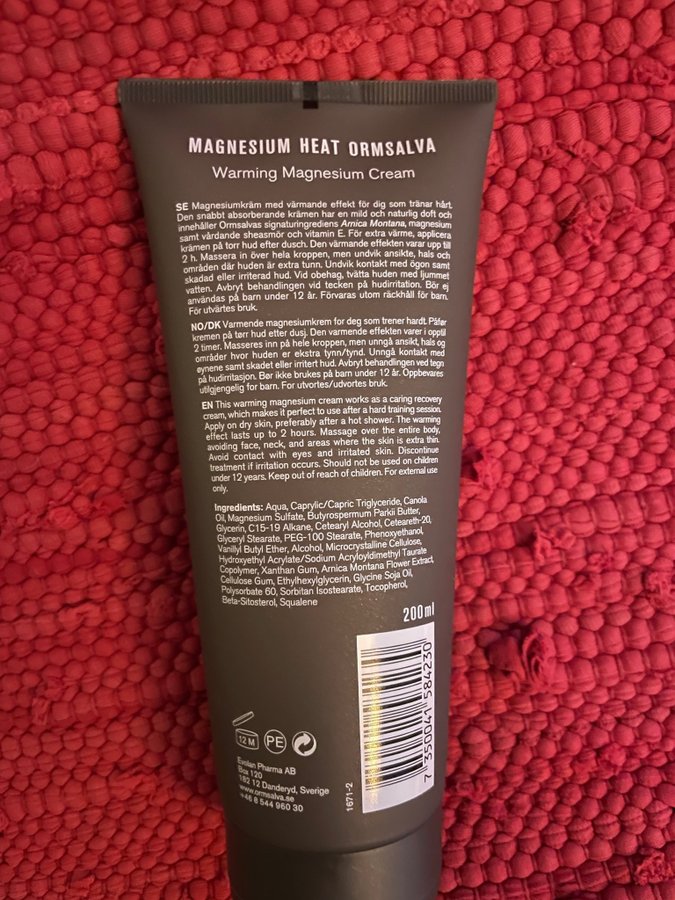 MAGNESIUM HEAT ORMSALVA
Warming Magnesium Cream
SE Magnesiumkräm med värmande effekt för dig som tränar hårt.
Den snabbt absorberande krämen har en mild och naturlig doft och
innehåller Ormsalvas signaturingrediens Arnica Montana, magnesium
samt vårdande sheasmör och vitamin E. För extra värme, applicera
krämen på torr hud efter dusch. Den värmande effekten varar upp till
2 h. Massera in över hela kroppen, men undvik ansikte, hals och
områden där huden är extra tunn. Undvik kontakt med ögon samt
skadad eller irriterad hud. Vid obehag, tvätta huden med ljummet
vatten. Avbryt behandlingen vid tecken på hudirritation. Bör ej
användas på barn under 12 år. Förvaras utom räckhåll för barn.
För utvärtes bruk.
NO/DK Varmende magnesiumkrem for deg som trener hardt. Påfør
kremen på tørr hud etter dusj. Den varmende effekten varer i opptil
2 timer. Masseres inn på hele kroppen, men unngå ansikt, hals og
områder hvor huden er ekstra tynn/tynd. Unngå kontakt med
øynene samt skadet eller irritert hud. Avbryt behandlingen ved tegn
på hudirritasjon. Bør ikke brukes på barn under 12 år. Oppbevares
utilgjengelig for barn. For utvortes/udvortes bruk.
EN This warming magnesium cream works as a caring recovery
cream, which makes it perfect to use after a hard training session.
Apply on dry skin, preferably after a hot shower. The warming
effect lasts up to 2 hours. Massage over the entire body,
avoiding face, neck, and areas where the skin is extra thin.
Avoid contact with eyes and irritated skin. Discontinue
treatment if irritation occurs. Should not be used on children
under 12 years. Keep out of reach of children. For external use
only.
Ingredients: Aqua, Caprylic/Capric Triglyceride, Canola
Oil, Magnesium Sulfate, Butyrospermum Parkii Butter,
Glycerin, C15-19 Alkane, Cetearyl Alcohol, Ceteareth-20,
Glyceryl Stearate, PEG-100 Stearate, Phenoxyethanol,
Vanillyl Butyl Ether, Alcohol, Microcrystalline Cellulose,
Hydroxyethyl Acrylate/Sodium Acryloyldimethyl Taurate
Copolymer, Xanthan Gum, Arnica Montana Flower Extract,
Cellulose Gum, Ethylhexylglycerin, Glycine Soja Oil,
Polysorbate 60, Sorbitan Isostearate, Tocopherol,
Beta-Sitosterol, Squalene
200ml
12 M
PE
Evolan Pharma AB
Box 120
182 12 Danderyd, Sverige
www.ormsalva.se
+46 8 544 960 30
1671-2
7 350041 584230